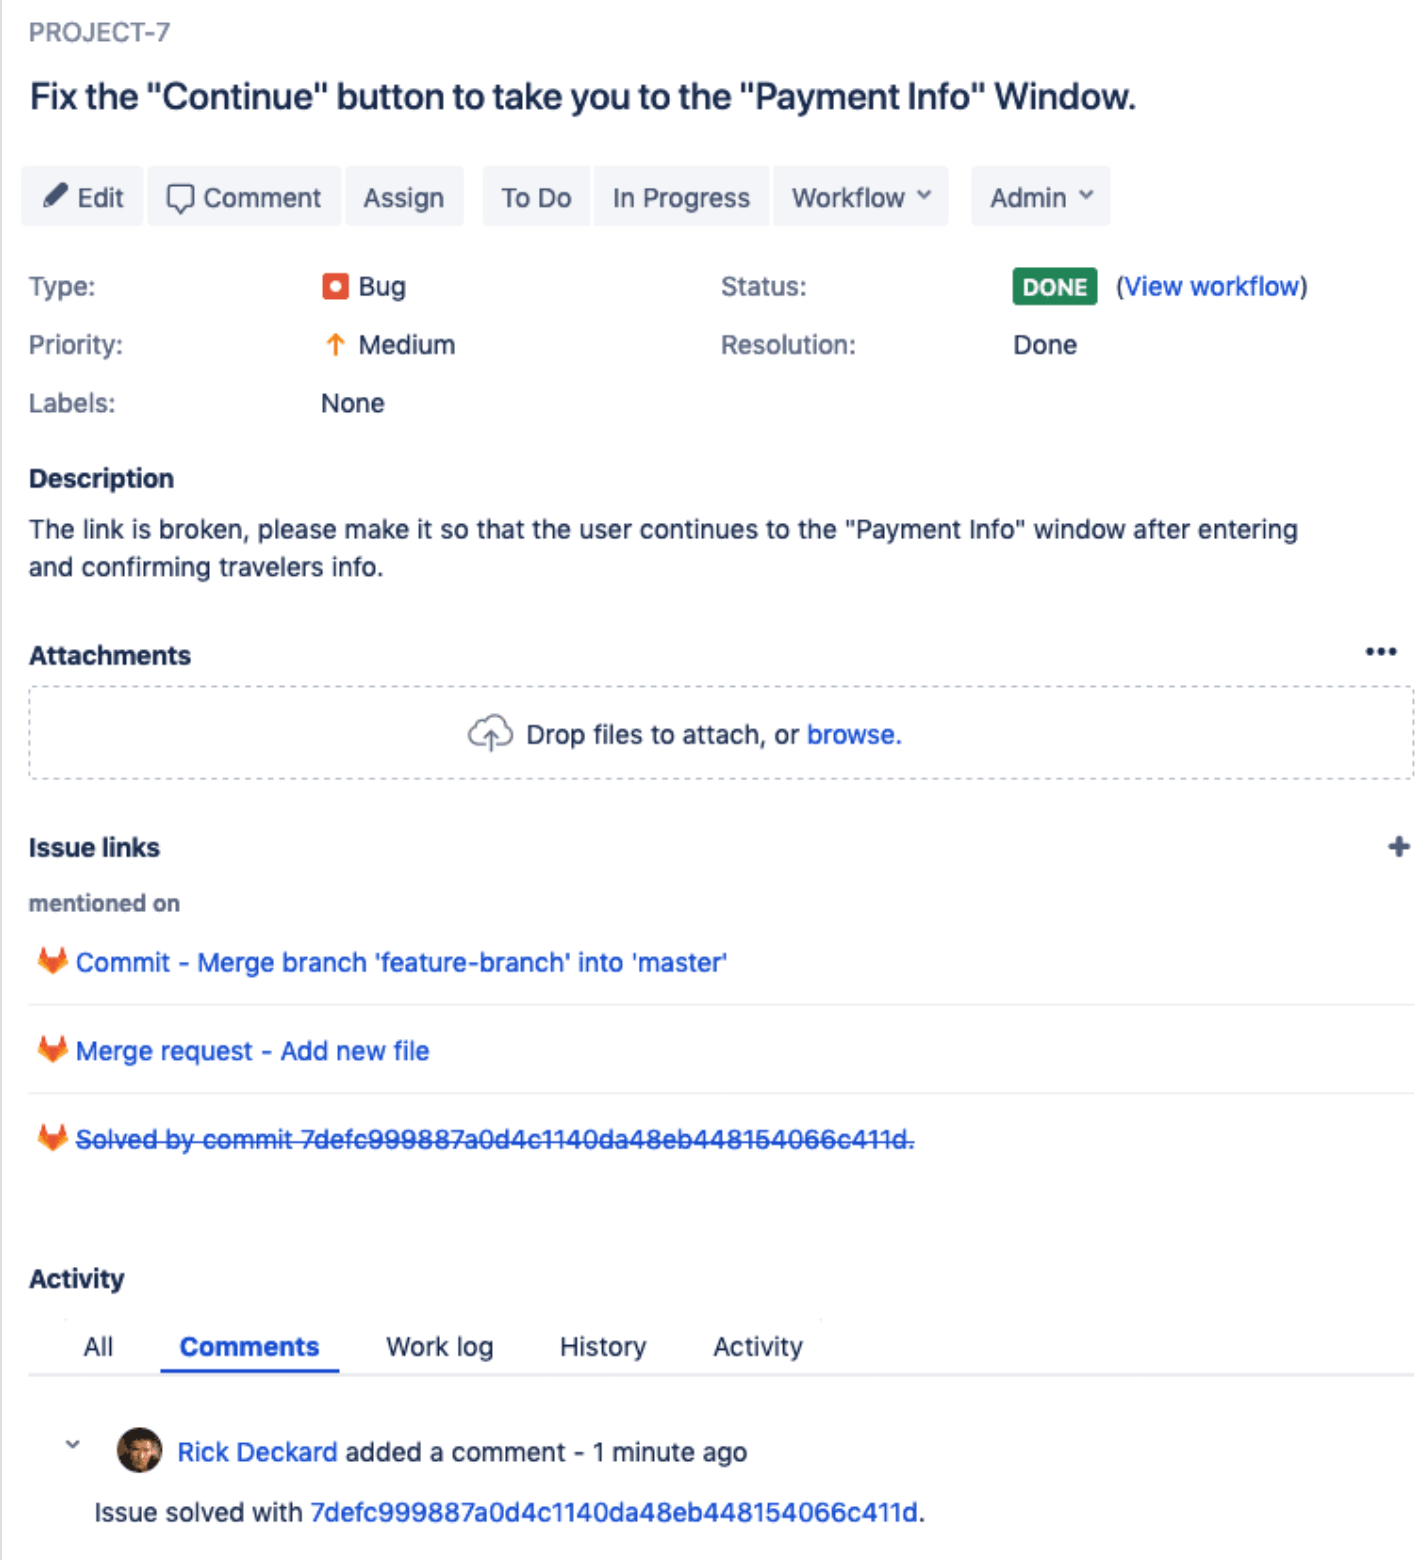 PROJECT-7
Fix the "Continue" button to take you to the "Payment Info" Window.
Edit Comment Assign To Do In Progress Workflow Admin
Type: Bug Status: DONE (View workflow)
Priority: Medium Resolution: Done
Labels: None
Description
The link is broken, please make it so that the user continues to the "Payment Info" window after entering
and confirming travelers info.
Attachments
Drop files to attach, or browse.
Issue links
mentioned on
Commit - Merge branch 'feature-branch' into 'master'
Merge request - Add new file
Solved by commit 7defc999887a0d4c1140da48eb448154066c411d.
Activity
All Comments Work log History Activity
Rick Deckard added a comment - 1 minute ago
Issue solved with 7defc999887a0d4c1140da48eb448154066c411d.